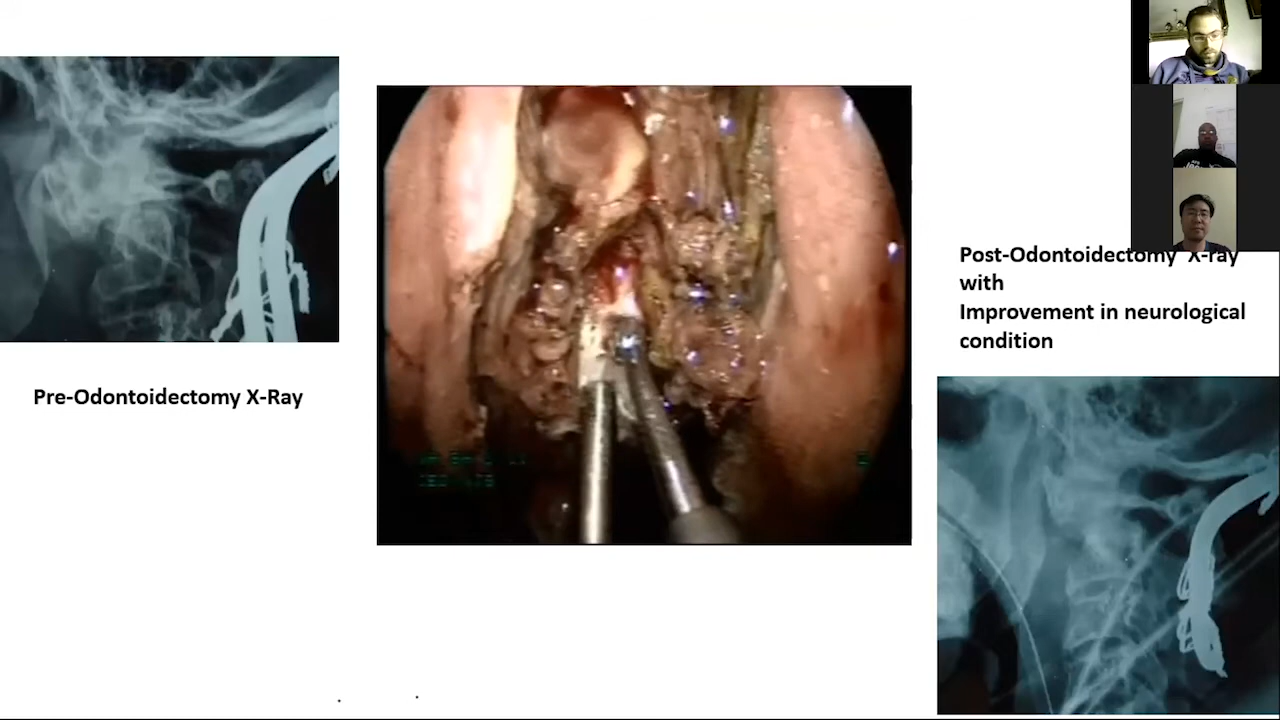 Pre-Odontoidectomy X-Ray
Post-Odontoidectomy X-ray
with
Improvement in neurological
condition